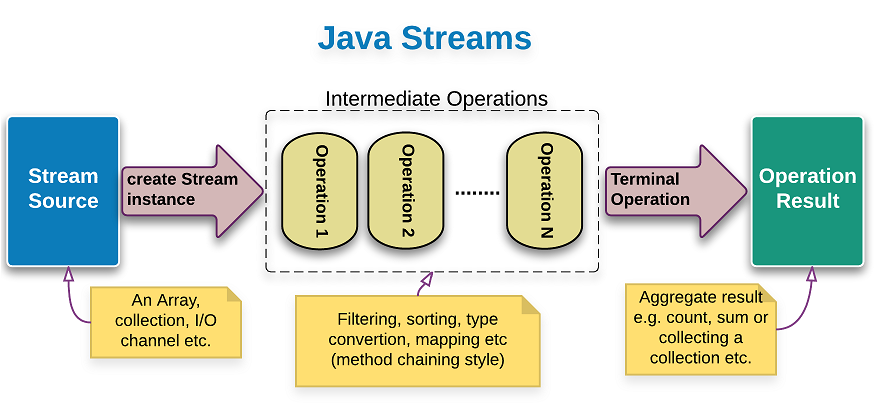 Java Streams
Intermediate Operations
Stream
Source
create Stream
instance
Operation 1
Operation 2
........
Operation N
Terminal
Operation
Operation
Result
An Array,
collection, I/O
channel etc.
Filtering, sorting, type
convertion, mapping etc
(method chaining style)
Aggregate result
e.g. count, sum or
collecting a
collection etc.